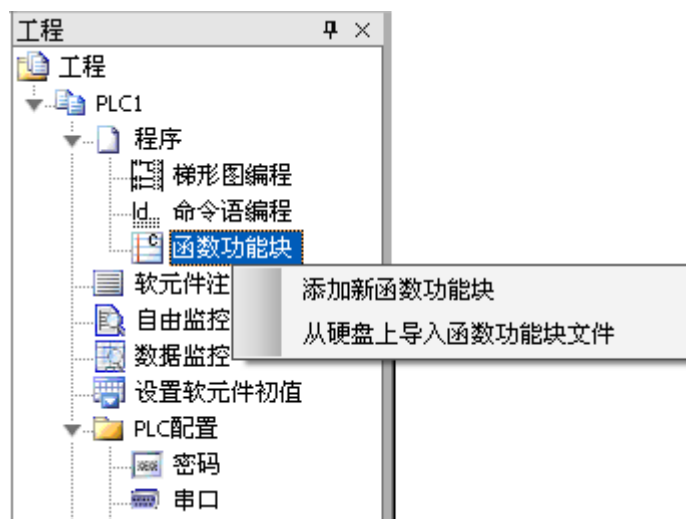 工程
工程
PLC1
程序
梯形图编程
ld... 命令语编程
函数功能块
添加新函数功能块
从硬盘上导入函数功能块文件
软元件注
自由监控
数据监控
设置软元件初值
PLC配置
密码
串口